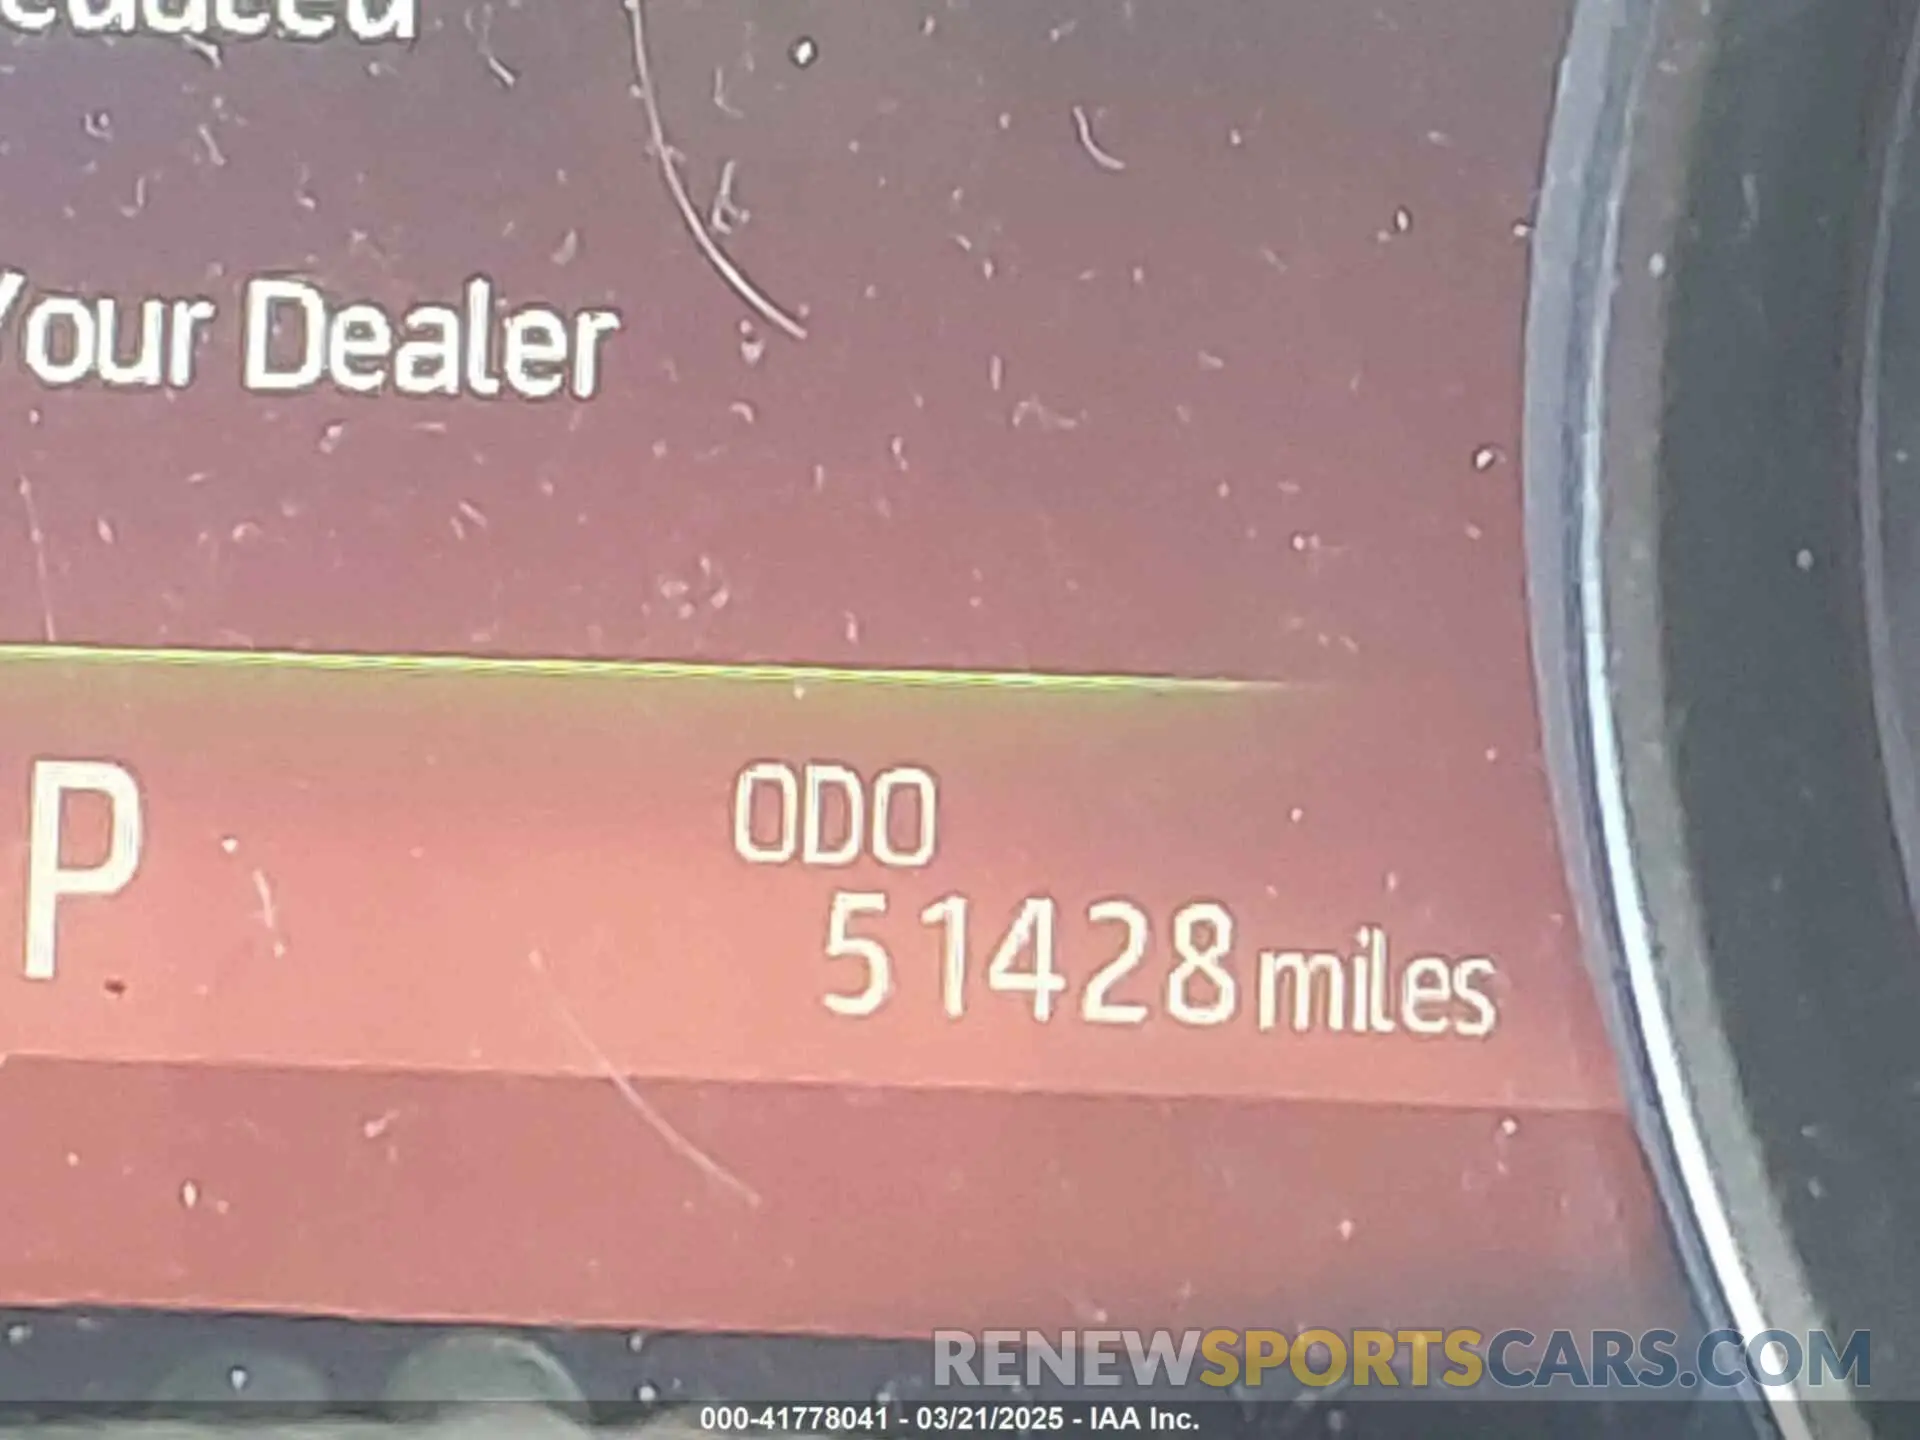 Your Dealer
P
ODO
51428 miles
RENEWSPORTSCARS.COM
000-41778041 - 03/21/2025 - IAA Inc.